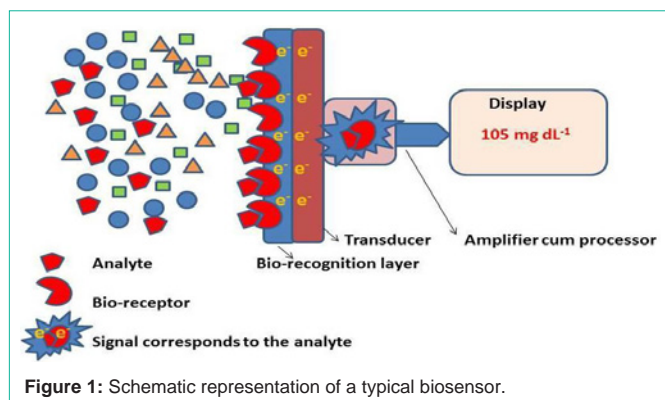 e⁻ e⁻
Display
105 mg dL⁻¹
e⁻ e⁻
e⁻ e⁻
e⁻ e⁻
e⁻ e⁻
Transducer
Amplifier cum processor
Bio-recognition layer
Analyte
Bio-receptor
e⁻ e⁻
Signal corresponds to the analyte
Figure 1: Schematic representation of a typical biosensor.